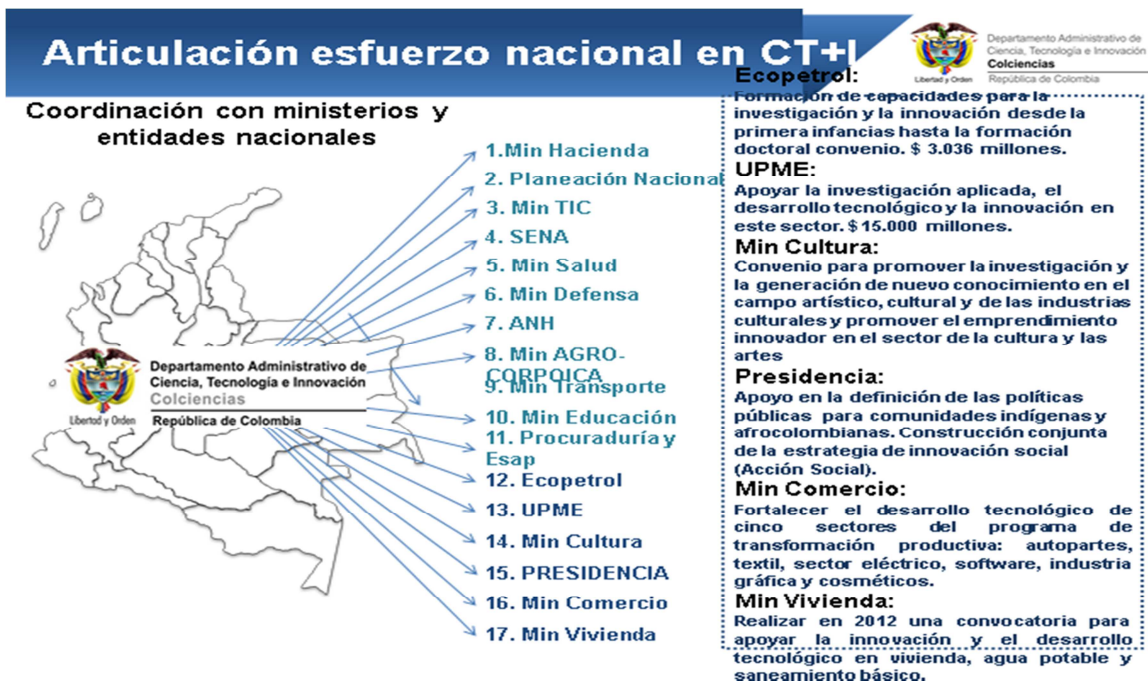 Articulación esfuerzo nacional en CT+I
Departamento Administrativo de
Ciencia, Tecnología e Innovación
Colciencias
República de Colombia
Libertad y Orden
Coordinación con ministerios y
entidades nacionales
1.Min Hacienda
2. Planeación Nacional
3. Min TIC
4. SENA
5. Min Salud
6. Min Defensa
7. ANH
8. Min AGRO-
CORPOICA
9. Min Transporte
10. Min Educación
11. Procuraduría y
Esap
12. Ecopetrol
13. UPME
14. Min Cultura
15. PRESIDENCIA
16. Min Comercio
17. Min Vivienda
Departamento Administrativo de
Ciencia, Tecnología e Innovación
Colciencias
República de Colombia
Libertad y Orden
Ecopetrol:
Formación de capacidades para la
investigación y la innovación desde la
primera infancias hasta la formación
doctoral convenio. $ 3.036 millones.
UPME:
Apoyar la investigación aplicada, el
desarrollo tecnológico y la innovación en
este sector. $ 15.000 millones.
Min Cultura:
Convenio para promover la investigación y
la generación de nuevo conocimiento en el
campo artístico, cultural y de las industrias
culturales y promover el emprendimiento
innovador en el sector de la cultura y las
artes
Presidencia:
Apoyo en la definición de las políticas
públicas para comunidades indígenas y
afrocolombianas. Construcción conjunta
de la estrategia de innovación social
(Acción Social).
Min Comercio:
Fortalecer el desarrollo tecnológico de
cinco sectores del programa de
transformación productiva: autopartes,
textil, sector eléctrico, software, industria
gráfica y cosméticos.
Min Vivienda:
Realizar en 2012 una convocatoria para
apoyar la innovación y el desarrollo
tecnológico en vivienda, agua potable y
saneamiento básico.